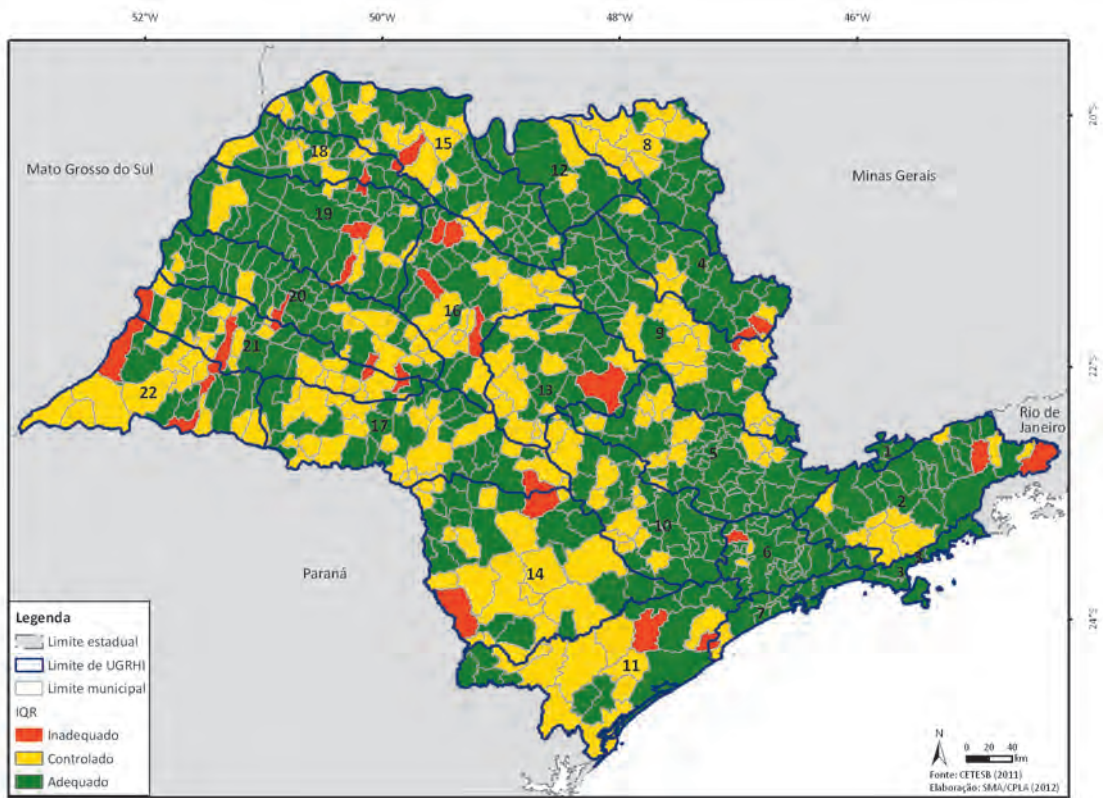 52°W
50°W
48°W
46°W
Mato Grosso do Sul
Minas Gerais
Rio de
Janeiro
Paraná
20°S
22°S
24°S
18
15
12
8
19
4
20
16
9
21
22
13
17
5
1
2
10
6
3
14
7
11
Legenda
Limite estadual
Limite de UGRHI
Limite municipal
IQR
Inadequado
Controlado
Adequado
N
0 20 40
km
Fonte: CETESB (2011)
Elaboração: SMA/CPLA (2012)